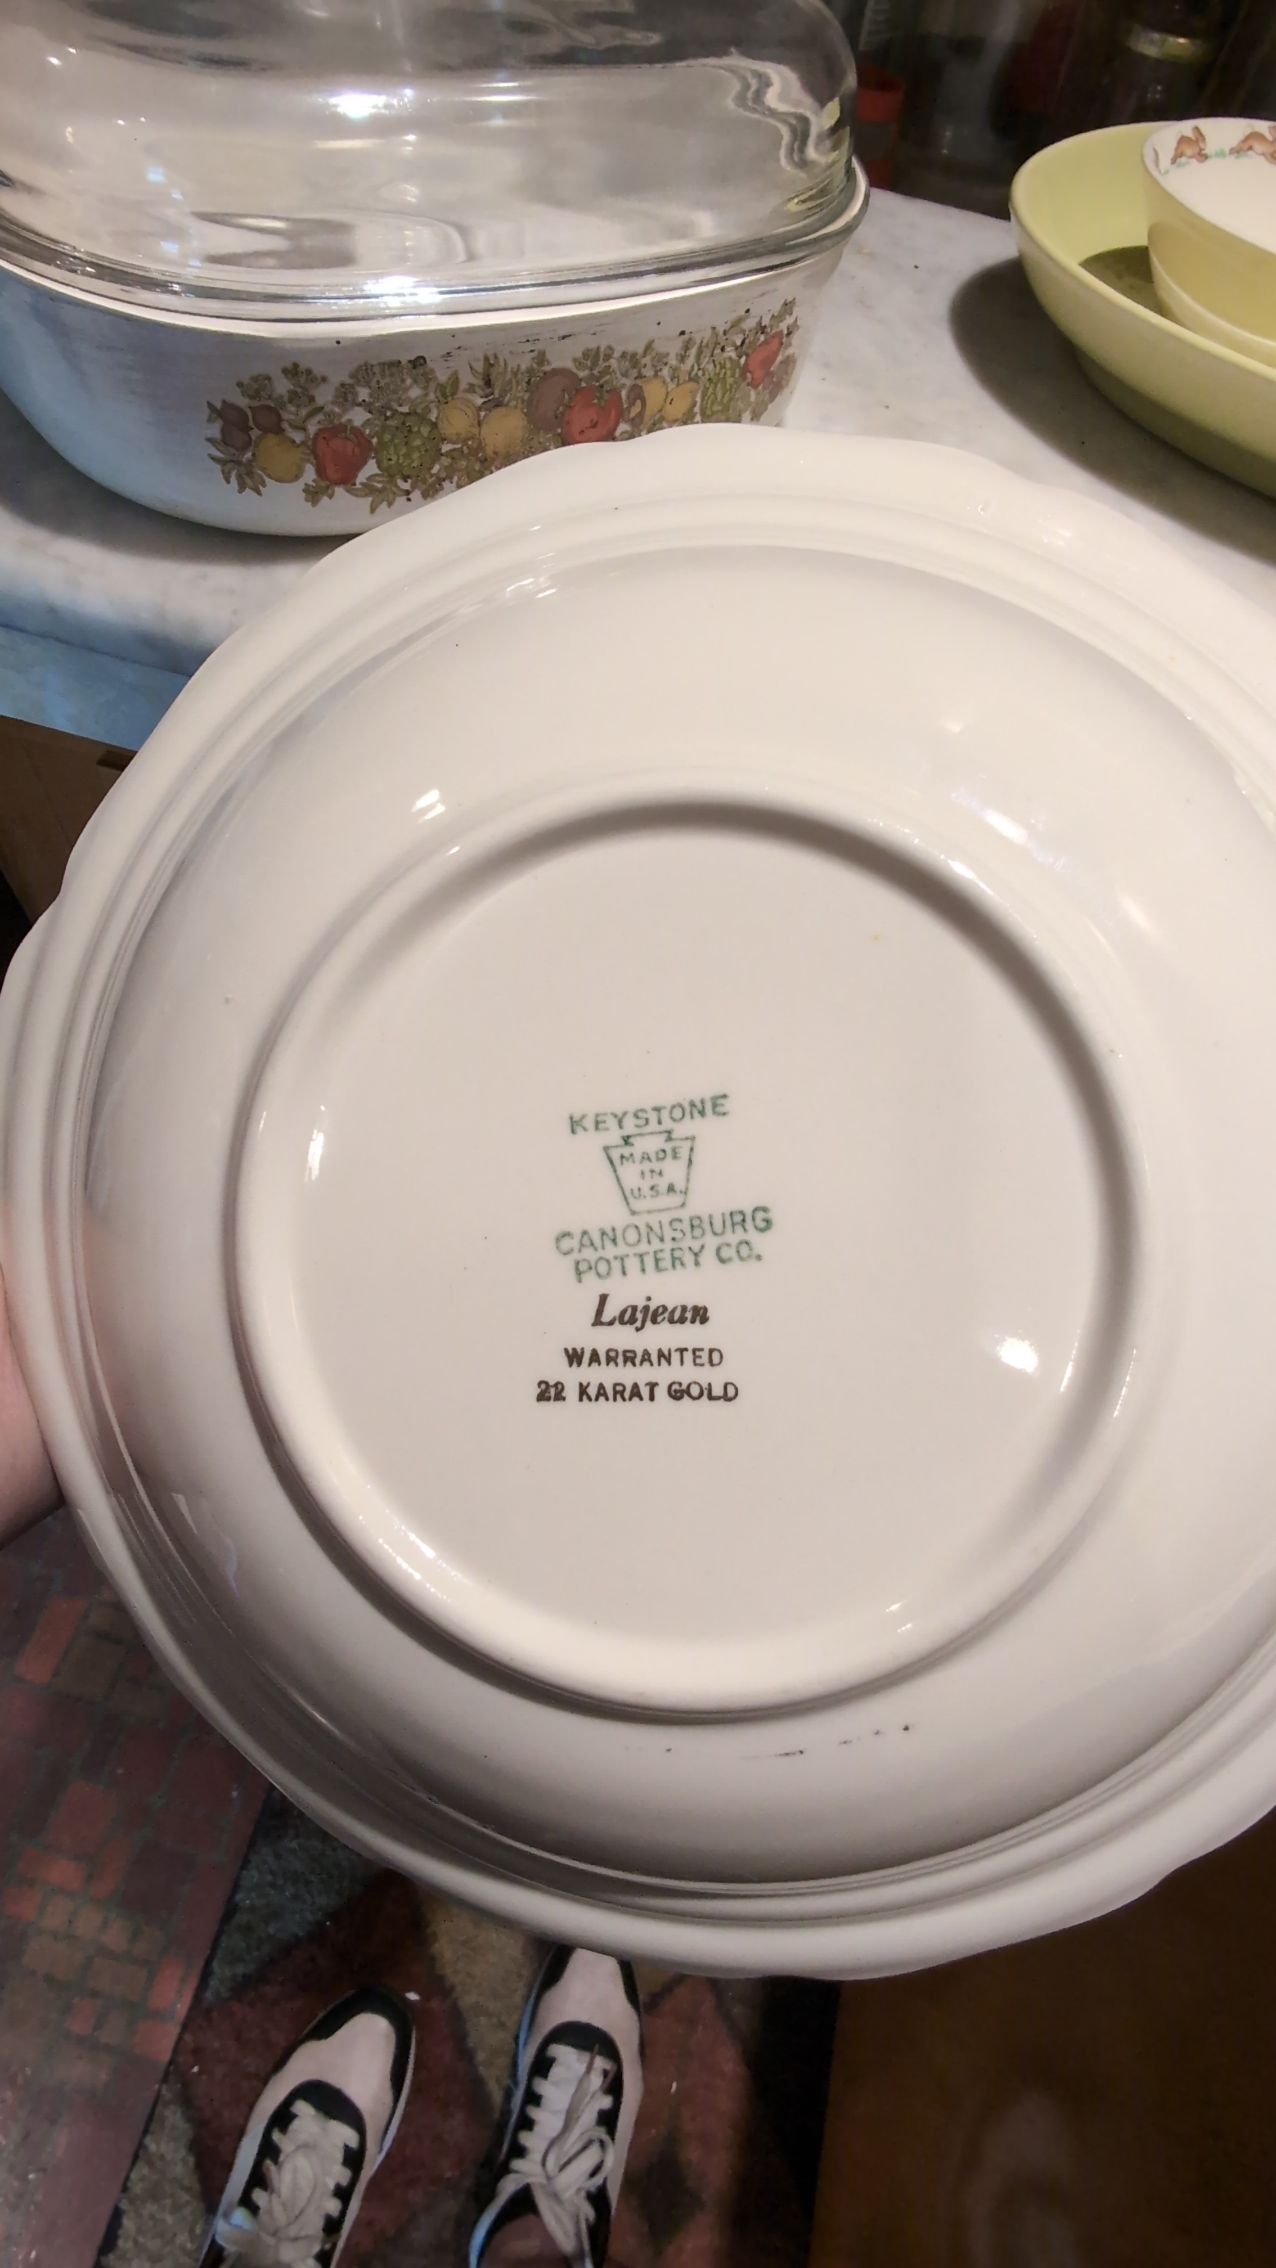 KEYSTONE
MADE
IN
U.S.A.
CANONSBURG
POTTERY CO.
Lajean
WARRANTED
22 KARAT GOLD